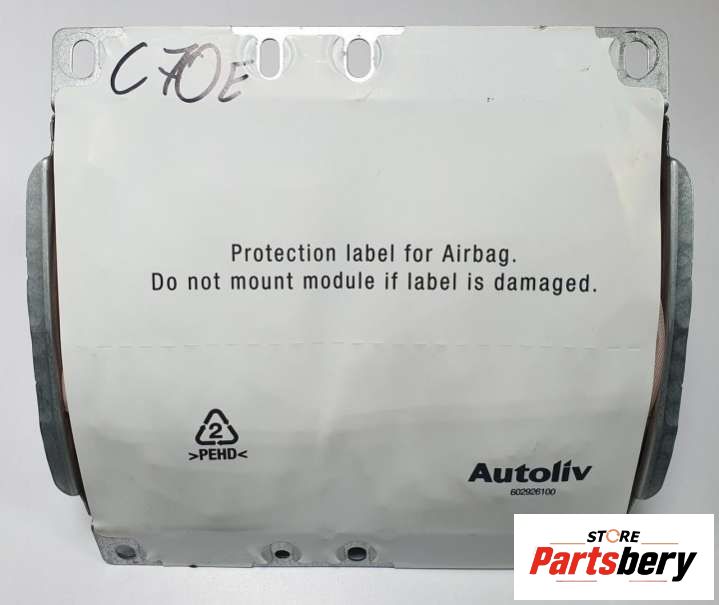 C70E
Protection label for Airbag.
Do not mount module if label is damaged.
2
>PEHD<
Autoliv
602926100
STORE
Partsbery